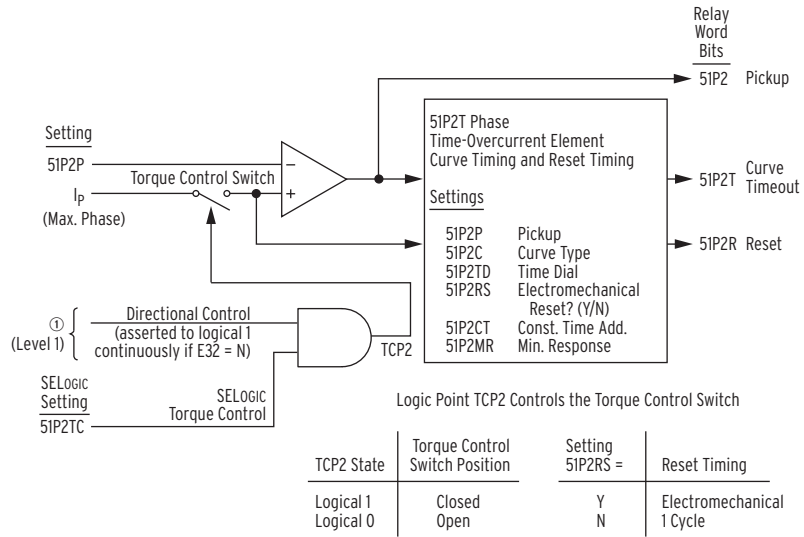 Relay
Word
Bits
51P2 Pickup
Setting
51P2P
Torque Control Switch
IP
(Max. Phase)
−
+
51P2T Phase
Time-Overcurrent Element
Curve Timing and Reset Timing
Settings
51P2P Pickup
51P2C Curve Type
51P2TD Time Dial
51P2RS Electromechanical
Reset? (Y/N)
51P2CT Const. Time Add.
51P2MR Min. Response
51P2T Curve
Timeout
51P2R Reset
①
(Level 1)
Directional Control
(asserted to logical 1
continuously if E32 = N)
TCP2
SELOGIC
Setting
51P2TC
SELOGIC
Torque Control
Logic Point TCP2 Controls the Torque Control Switch
TCP2 State
Torque Control
Switch Position
Logical 1 Closed
Logical 0 Open
Setting
51P2RS =
Reset Timing
Y Electromechanical
N 1 Cycle